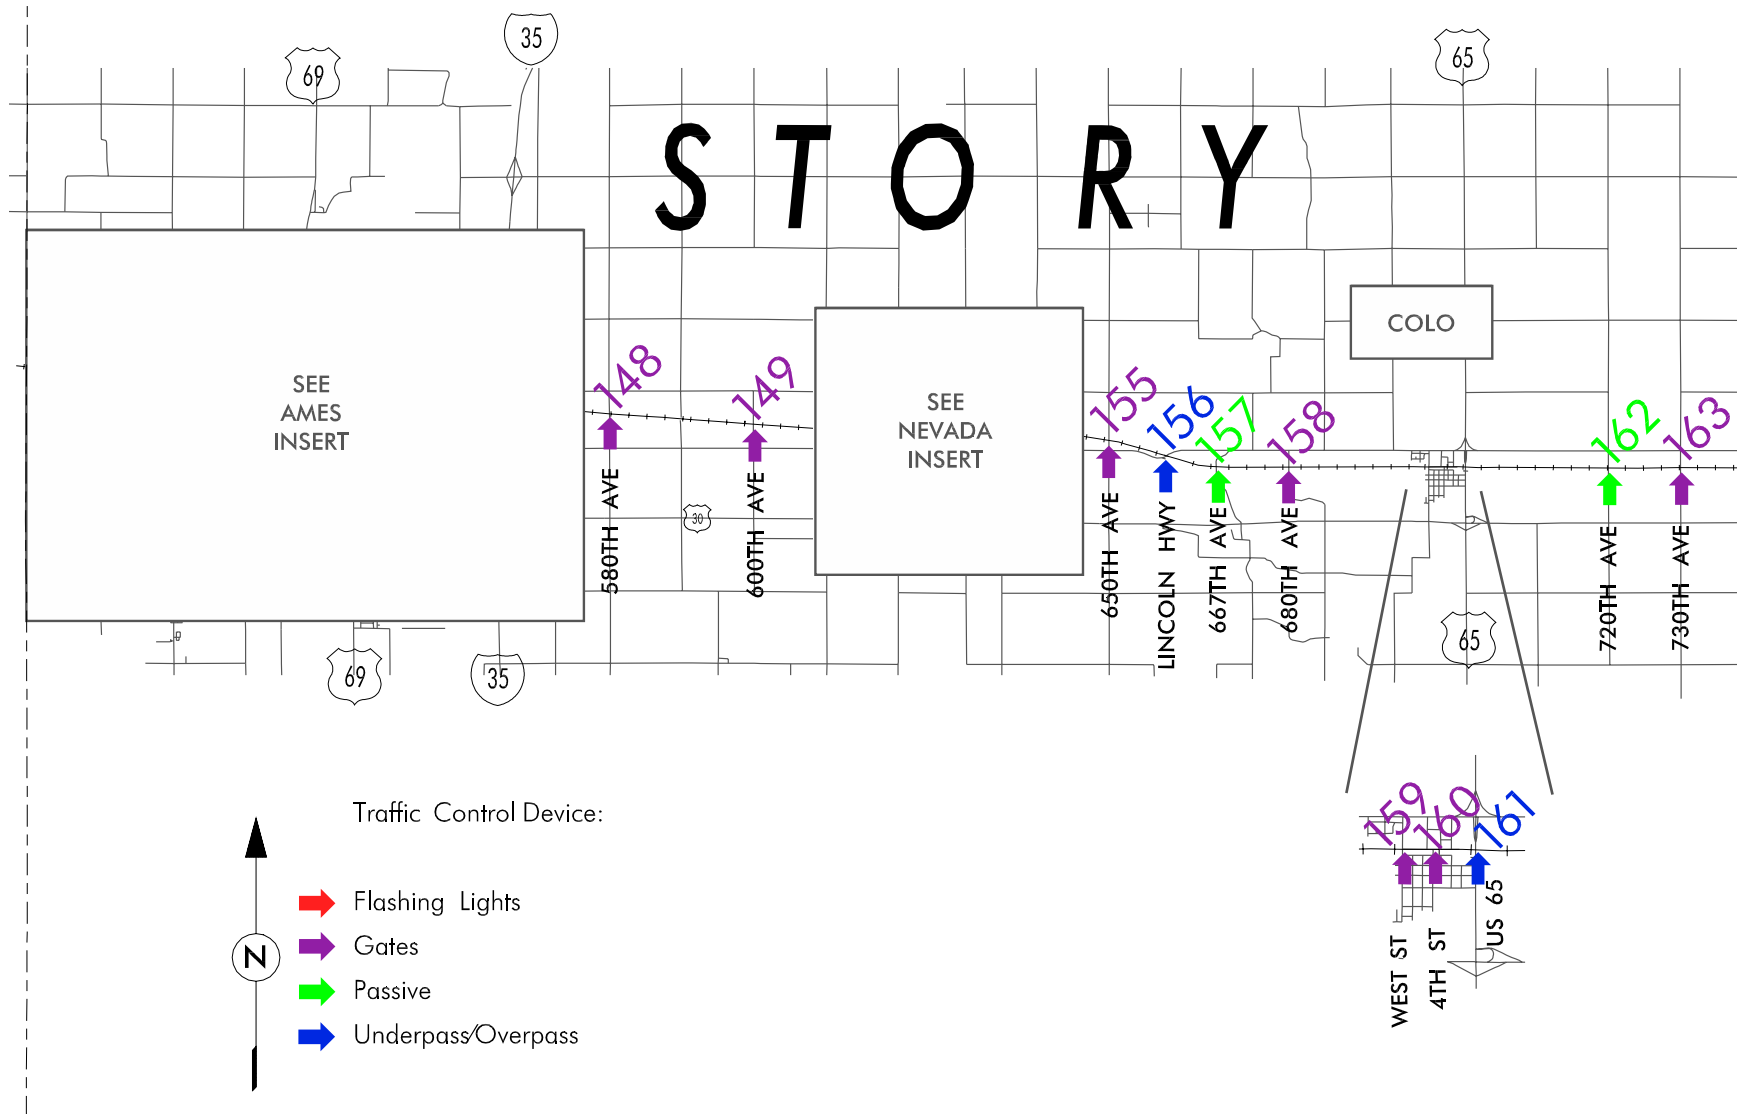 35
69
65
STORY
COLO
SEE
AMES
INSERT
SEE
NEVADA
INSERT
148
149
155
156
157
158
162
163
580TH AVE
600TH AVE
30
650TH AVE
LINCOLN HWY
667TH AVE
680TH AVE
720TH AVE
730TH AVE
65
69
35
159
160
161
WEST ST
4TH ST
US 65
Traffic Control Device:
Flashing Lights
Gates
Passive
Underpass/Overpass
N